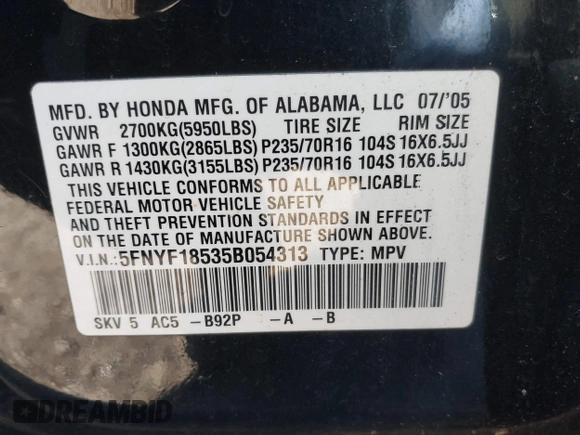 MFD. BY HONDA MFG. OF ALABAMA, LLC 07/'05
GVWR 2700KG(5950LBS) TIRE SIZE RIM SIZE
GAWR F 1300KG(2865LBS) P235/70R16 104S 16X6.5JJ
GAWR R 1430KG(3155LBS) P235/70R16 104S 16X6.5JJ
THIS VEHICLE CONFORMS TO ALL APPLICABLE
FEDERAL MOTOR VEHICLE SAFETY
AND THEFT PREVENTION STANDARDS IN EFFECT
ON THE DATE OF MANUFACTURE SHOWN ABOVE.
V.I.N.:5FNYF18535B054313 TYPE: MPV
SKV 5 AC5 -B92P -A -B
DREAMBID